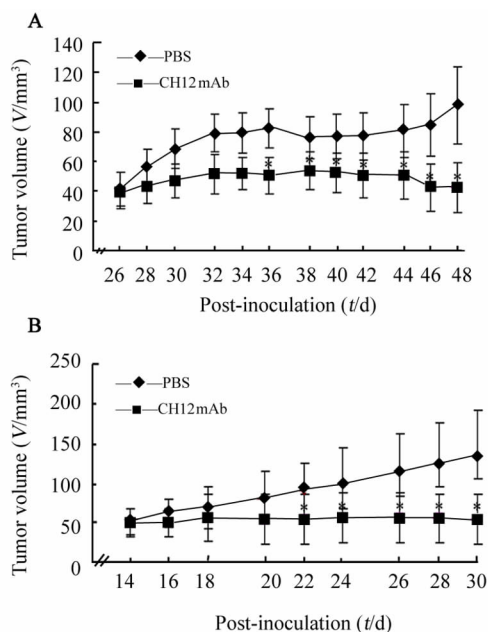 A
Tumor volume (V/mm³)
140
120
100
80
60
40
20
0
PBS
CH12mAb
* * * * * * *
26 28 30 32 34 36 38 40 42 44 46 48
Post-inoculation (t/d)
B
Tumor volume (V/mm³)
250
200
150
100
50
0
PBS
CH12mAb
* * * * *
14 16 18 20 22 24 26 28 30
Post-inoculation (t/d)